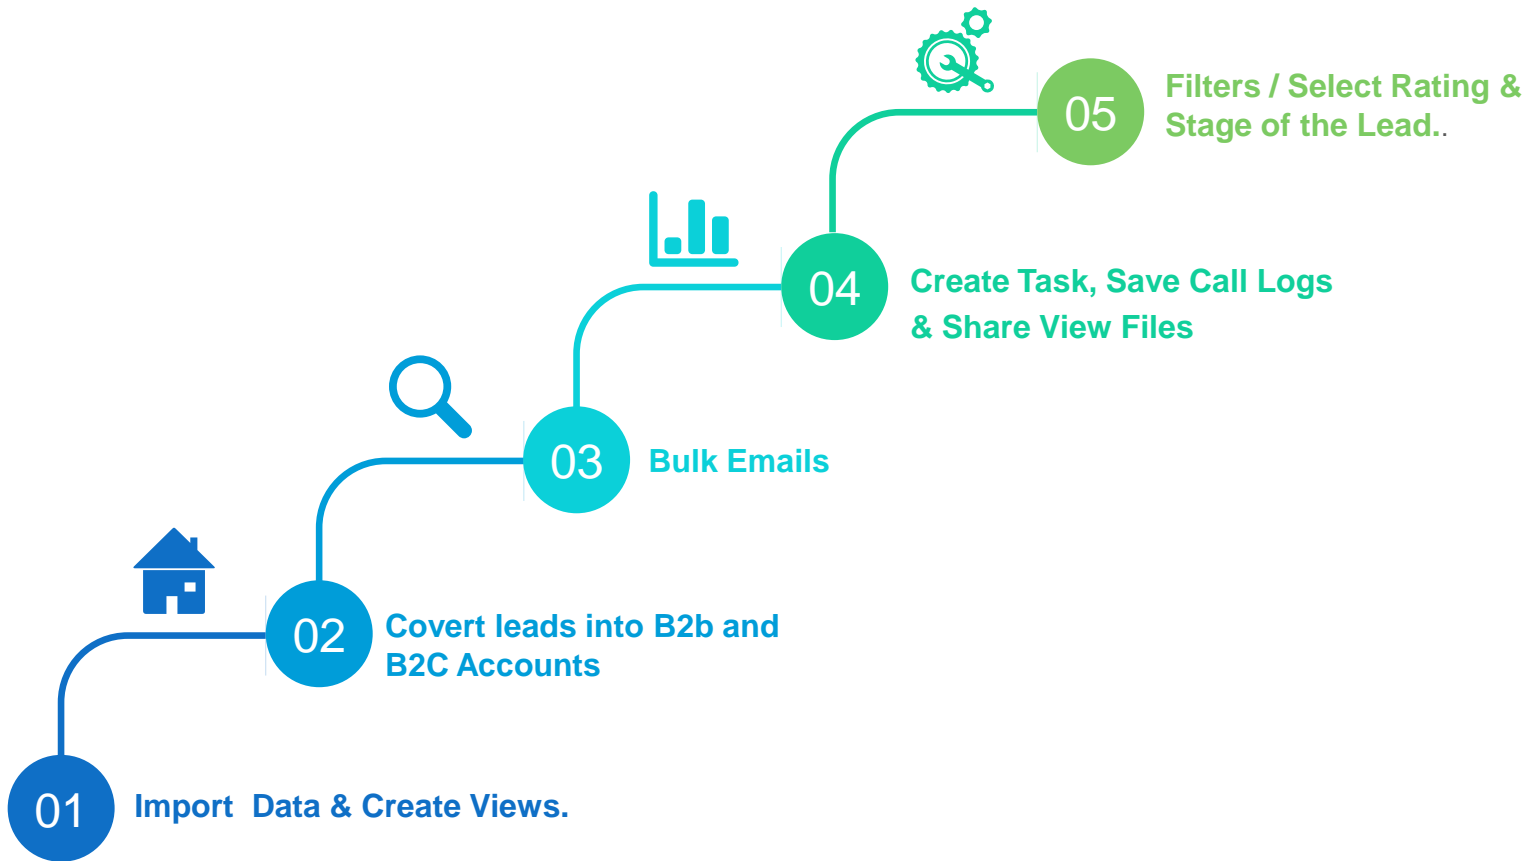 05
Filters / Select Rating &
Stage of the Lead..
04
Create Task, Save Call Logs
& Share View Files
03
Bulk Emails
02
Covert leads into B2b and
B2C Accounts
01
Import  Data & Create Views.